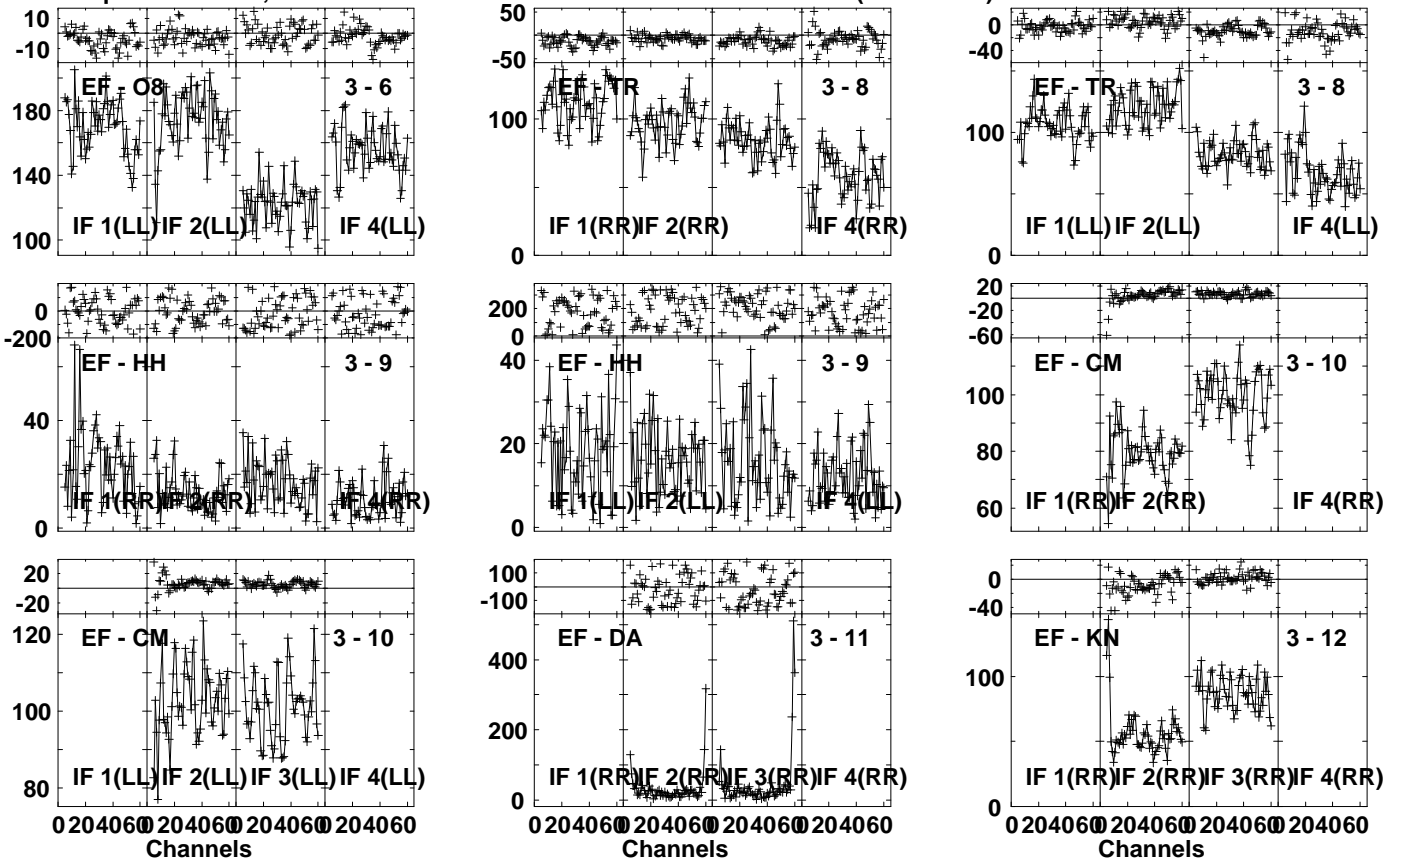 10
-10
EF - O8 3 - 6
180
140
100
IF 1(LL) IF 2(LL) IF 4(LL)
50
-50
EF - TR 3 - 8
100
0
IF 1(RR) IF 2(RR) IF 4(RR)
0
-40
EF - TR 3 - 8
100
0
IF 1(LL) IF 2(LL) IF 4(LL)
0
-200
EF - HH 3 - 9
40
0
IF 1(RR) IF 2(RR) IF 4(RR)
200
0
EF - HH 3 - 9
40
20
0
IF 1(LL) IF 2(LL) IF 4(LL)
20
-20
-60
EF - CM 3 - 10
100
80
60
IF 1(RR) IF 2(RR) IF 4(RR)
20
-20
EF - CM 3 - 10
120
100
80
IF 1(LL) IF 2(LL) IF 3(LL) IF 4(LL)
0 204060 0 204060 0 204060 0 204060
Channels
100
-100
EF - DA 3 - 11
400
200
0
IF 1(RR) IF 2(RR) IF 3(RR) IF 4(RR)
0 204060 0 204060 0 204060 0 204060
Channels
0
-40
EF - KN 3 - 12
100
0
IF 1(RR) IF 2(RR) IF 3(RR) IF 4(RR)
0 204060 0 204060 0 204060 0 204060
Channels